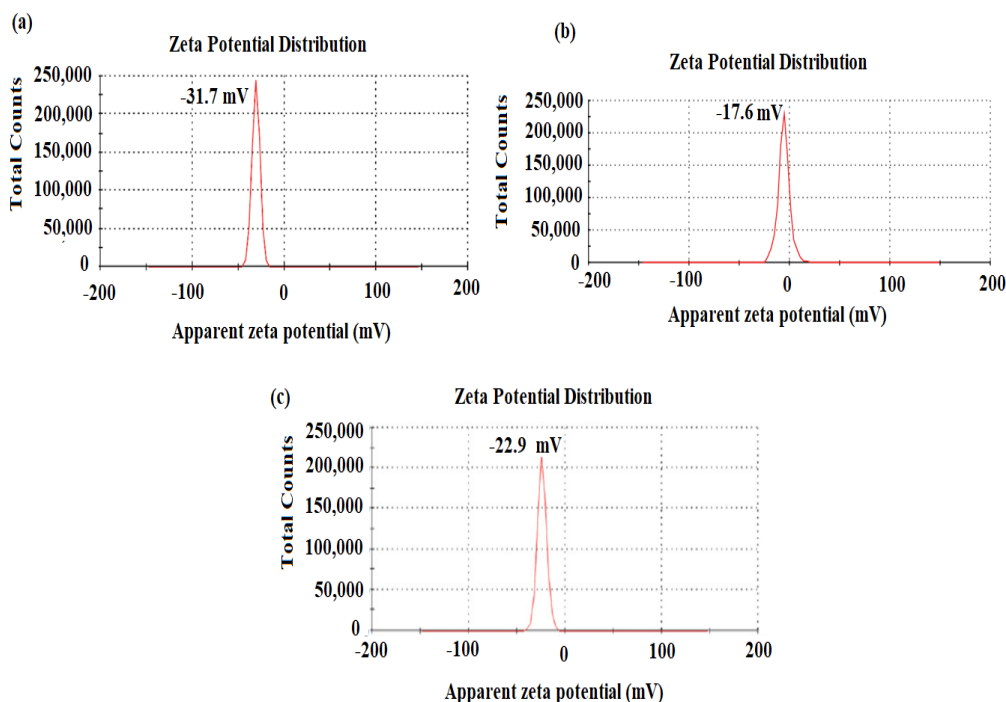 (a)
Zeta Potential Distribution
250,000
200,000
150,000
100,000
50,000
0
Total Counts
-31.7 mV
-200
-100
0
100
200
Apparent zeta potential (mV)
(b)
Zeta Potential Distribution
250,000
200,000
150,000
100,000
50,000
0
Total Counts
-17.6 mV
-200
-100
0
100
200
Apparent zeta potential (mV)
(c)
Zeta Potential Distribution
250,000
200,000
150,000
100,000
50,000
0
Total Counts
-22.9 mV
-200
-100
0
100
200
Apparent zeta potential (mV)